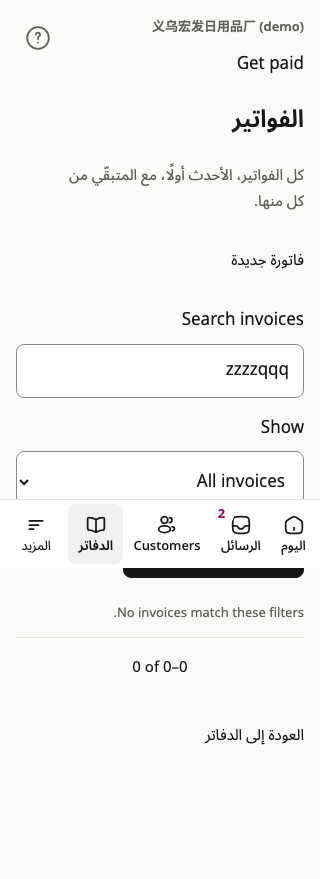 义乌宏发日用品厂 (demo)
Get paid
الفواتير
كل الفواتير، الأحدث أولًا، مع المتبقّي من
كل منها.
فاتورة جديدة
Search invoices
zzzzqqq
Show
All invoices
اليوم
2
الرسائل
Customers
الدفاتر
المزيد
No invoices match these filters.
0–0 of 0
العودة إلى الدفاتر